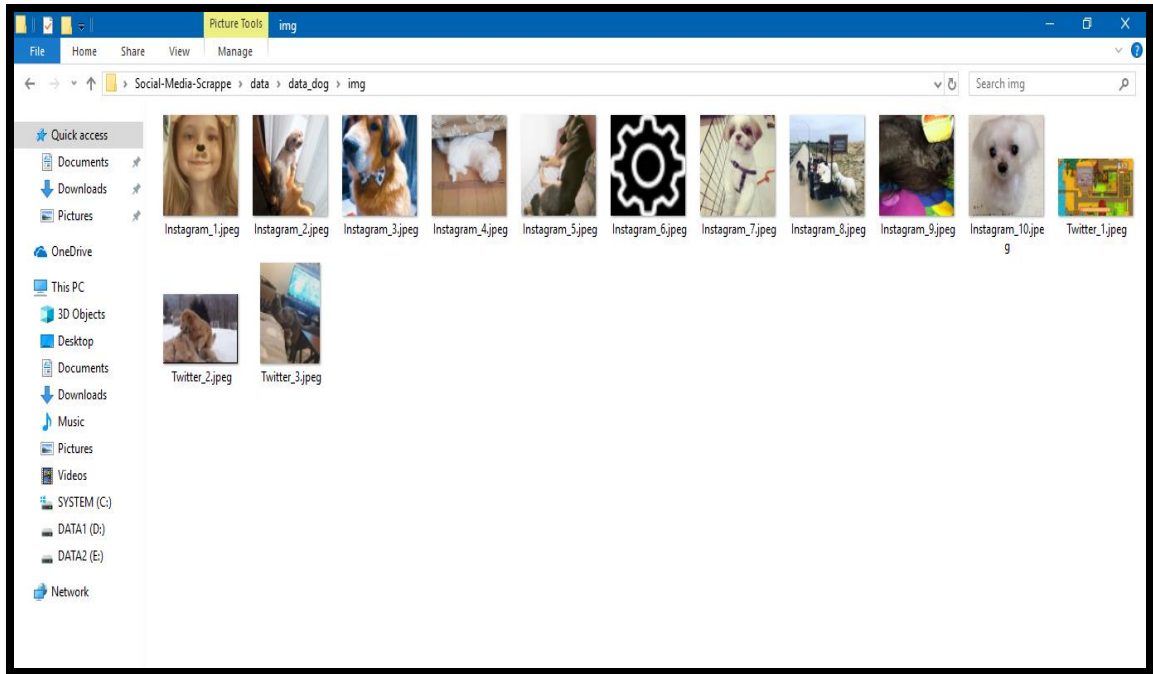 Picture Tools img
File Home Share View Manage
Social-Media-Scrappe > data > data_dog > img Search img
Quick access
Documents
Downloads
Pictures
OneDrive
This PC
3D Objects
Desktop
Documents
Downloads
Music
Pictures
Videos
SYSTEM (C:)
DATA1 (D:)
DATA2 (E:)
Network
Instagram_1.jpeg Instagram_2.jpeg Instagram_3.jpeg Instagram_4.jpeg Instagram_5.jpeg Instagram_6.jpeg Instagram_7.jpeg Instagram_8.jpeg Instagram_9.jpeg Instagram_10.jpe Twitter_1.jpeg
g
Twitter_2.jpeg Twitter_3.jpeg